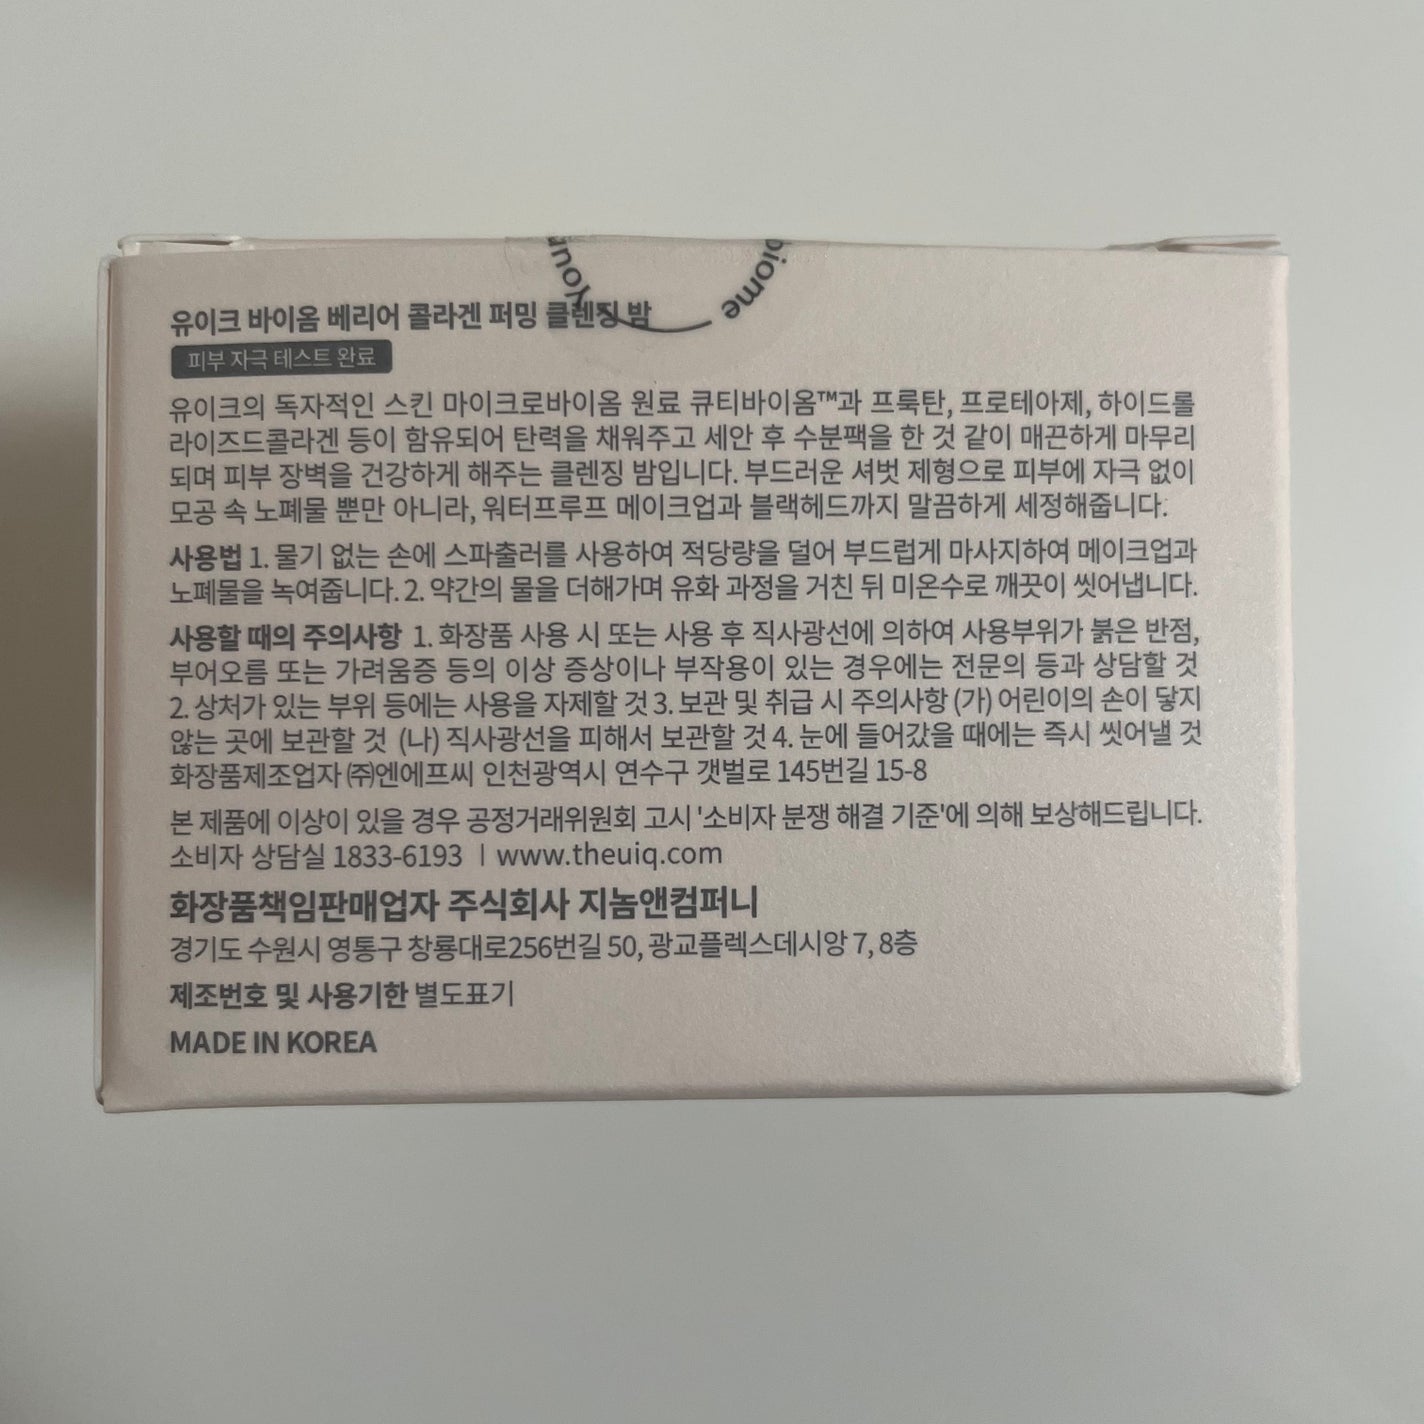 Your
biome
유이크 바이옴 베리어 콜라겐 퍼밍 클렌징 밤
피부 자극 테스트 완료
유이크의 독자적인 스킨 마이크로바이옴 원료 큐티바이옴™과 프룩탄, 프로테아제, 하이드롤
라이즈드콜라겐 등이 함유되어 탄력을 채워주고 세안 후 수분팩을 한 것 같이 매끈하게 마무리
되며 피부 장벽을 건강하게 해주는 클렌징 밤입니다. 부드러운 셔벗 제형으로 피부에 자극 없이
모공 속 노폐물 뿐만 아니라, 워터프루프 메이크업과 블랙헤드까지 말끔하게 세정해줍니다.
사용법 1. 물기 없는 손에 스파출러를 사용하여 적당량을 덜어 부드럽게 마사지하여 메이크업과
노폐물을 녹여줍니다. 2. 약간의 물을 더해가며 유화 과정을 거친 뒤 미온수로 깨끗이 씻어냅니다.
사용할 때의 주의사항 1. 화장품 사용 시 또는 사용 후 직사광선에 의하여 사용부위가 붉은 반점,
부어오름 또는 가려움증 등의 이상 증상이나 부작용이 있는 경우에는 전문의 등과 상담할 것
2. 상처가 있는 부위 등에는 사용을 자제할 것 3. 보관 및 취급 시 주의사항 (가) 어린이의 손이 닿지
않는 곳에 보관할 것 (나) 직사광선을 피해서 보관할 것 4. 눈에 들어갔을 때에는 즉시 씻어낼 것
화장품제조업자 ㈜엔에프씨 인천광역시 연수구 갯벌로 145번길 15-8
본 제품에 이상이 있을 경우 공정거래위원회 고시 '소비자 분쟁 해결 기준'에 의해 보상해드립니다.
소비자 상담실 1833-6193 | www.theuiq.com
화장품책임판매업자 주식회사 지놈앤컴퍼니
경기도 수원시 영통구 창룡대로256번길 50, 광교플렉스데시앙 7, 8층
제조번호 및 사용기한 별도표기
MADE IN KOREA